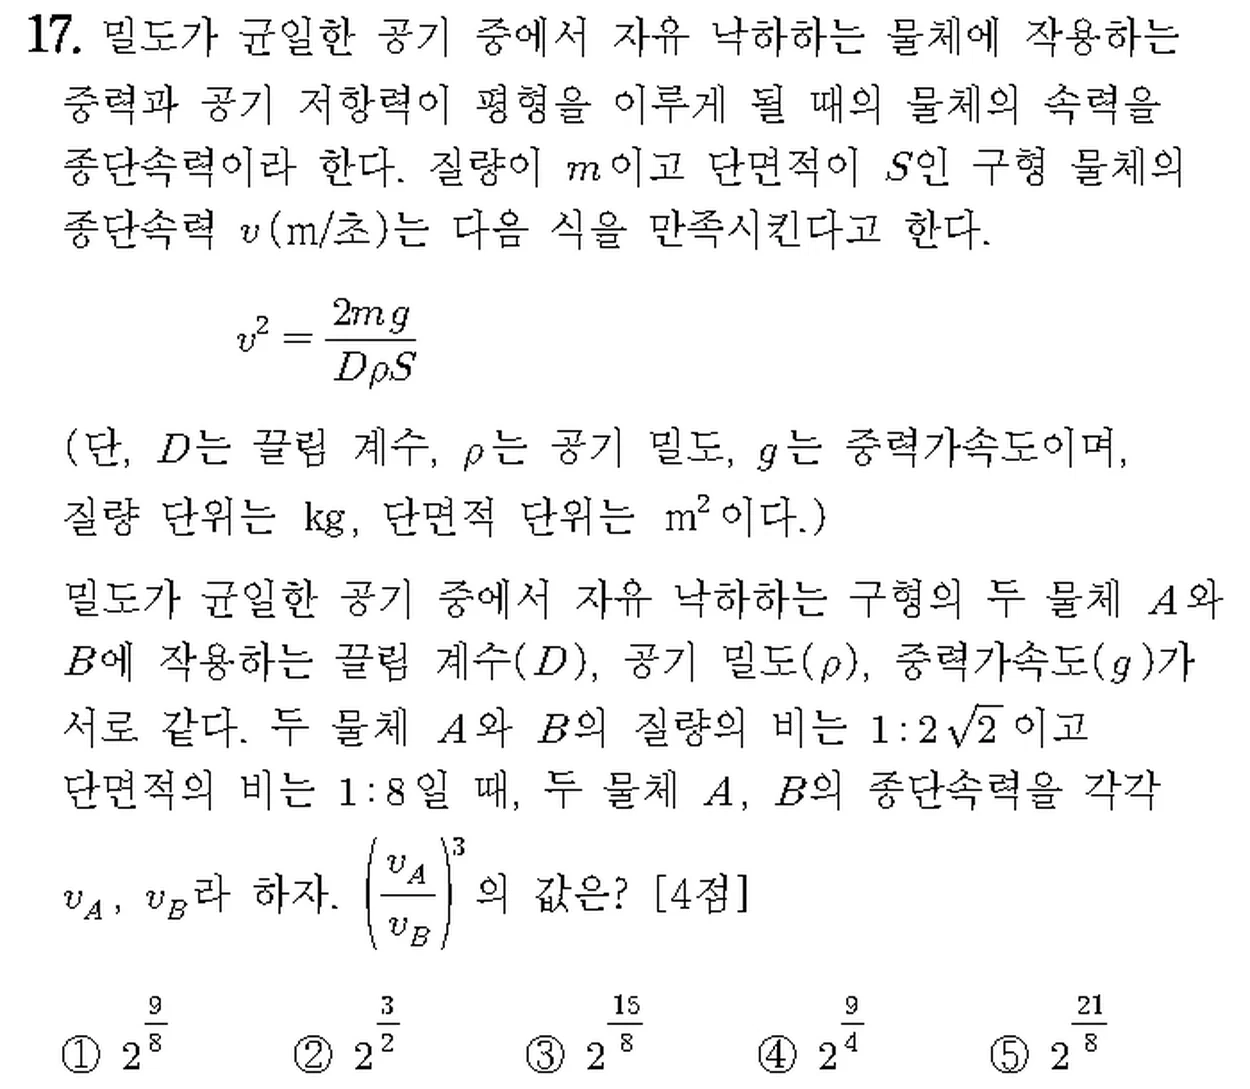 17. 밀도가 균일한 공기 중에서 자유 낙하하는 물체에 작용하는
중력과 공기 저항력이 평형을 이루게 될 때의 물체의 속력을
종단속력이라 한다. 질량이 m이고 단면적이 S인 구형 물체의
종단속력 v(m/초)는 다음 식을 만족시킨다고 한다.
v² = 2mg / DρS
(단, D는 끌림 계수, ρ는 공기 밀도, g는 중력가속도이며,
질량 단위는 kg, 단면적 단위는 m²이다.)
밀도가 균일한 공기 중에서 자유 낙하하는 구형의 두 물체 A와
B에 작용하는 끌림 계수(D), 공기 밀도(ρ), 중력가속도(g)가
서로 같다. 두 물체 A와 B의 질량의 비는 1:2√2 이고
단면적의 비는 1:8일 때, 두 물체 A, B의 종단속력을 각각
v_A, v_B라 하자. (v_A / v_B)³의 값은? [4점]
① 2^(9/8) ② 2^(3/2) ③ 2^(15/8) ④ 2^(9/4) ⑤ 2^(21/8)